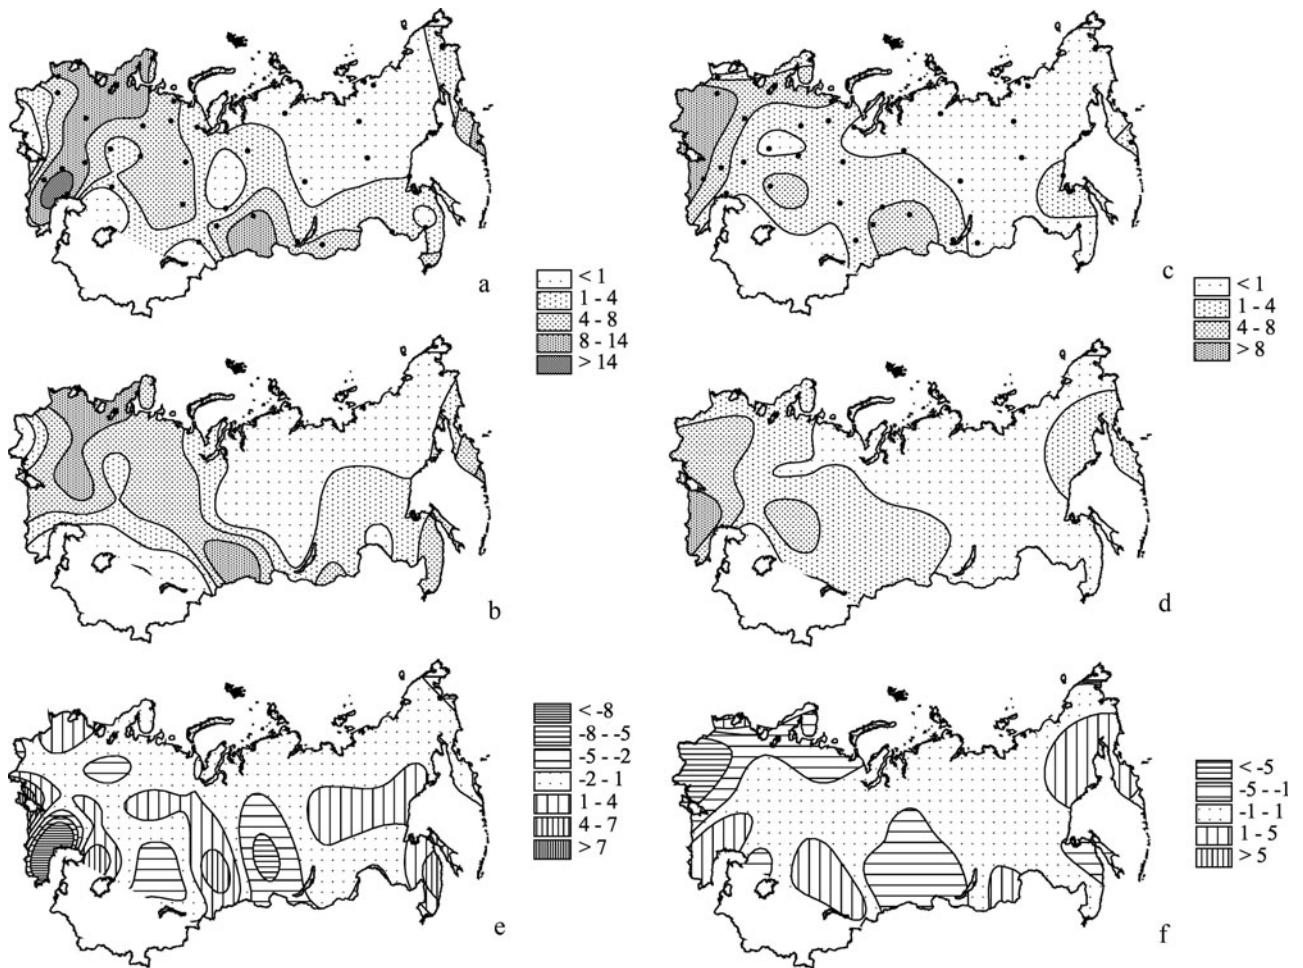 a
< 1
1 - 4
4 - 8
8 - 14
> 14
c
< 1
1 - 4
4 - 8
> 8
b
d
e
< -8
-8 - -5
-5 - -2
-2 - 1
1 - 4
4 - 7
> 7
f
< -5
-5 - -1
-1 - 1
1 - 5
> 5